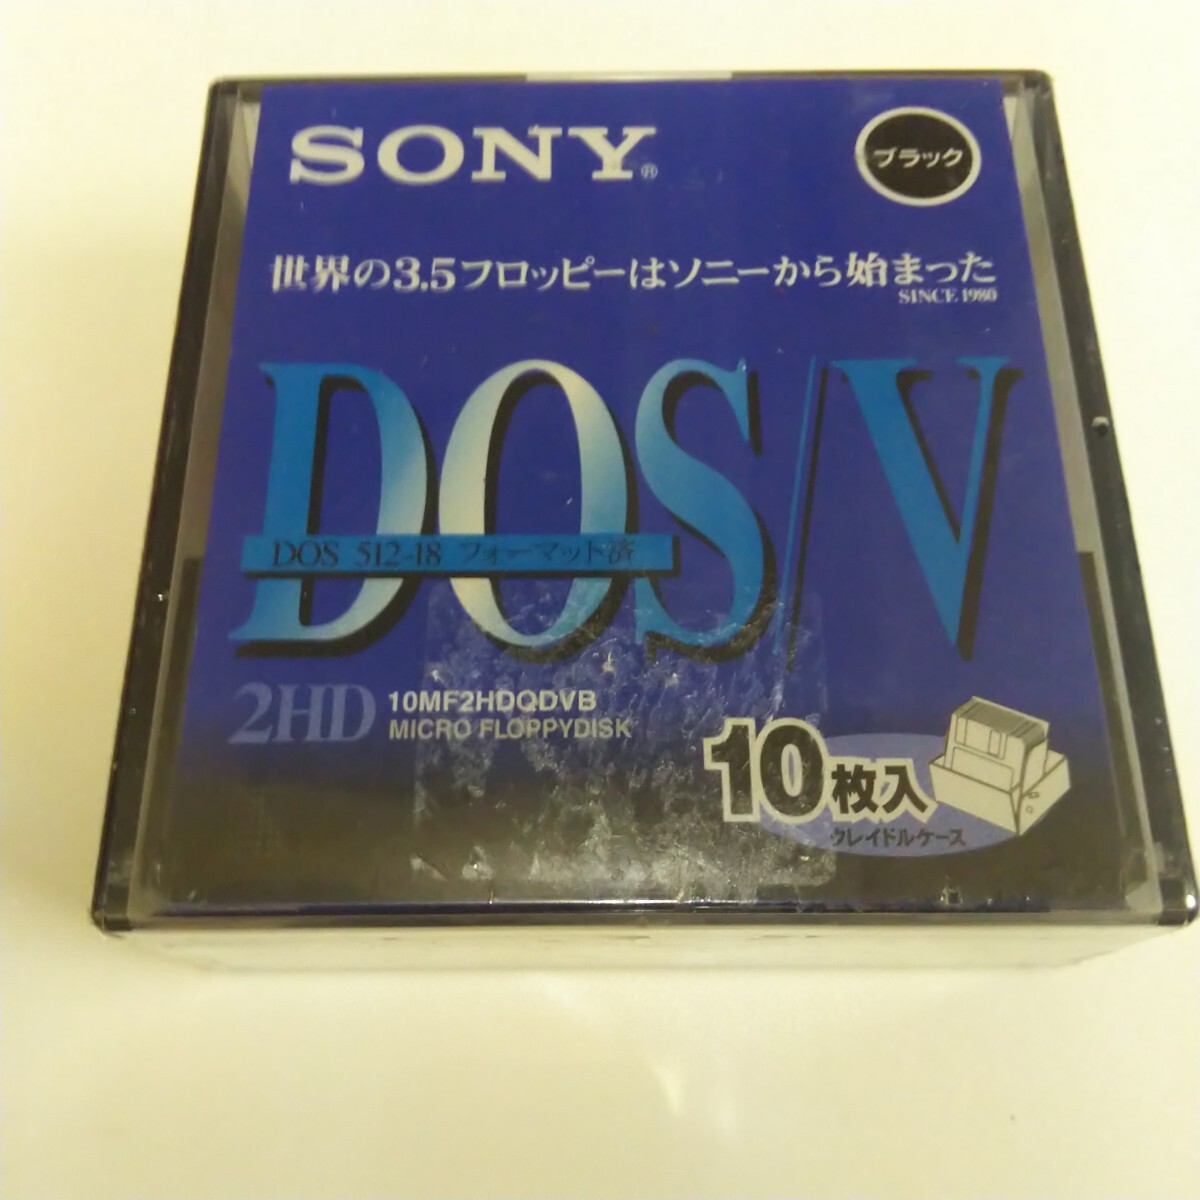 SONY®
ブラック
世界の3.5フロッピーはソニーから始まった
SINCE 1980
DOS/V
DOS 512-18 フォーマット済
2HD
10MF2HDQDVB
MICRO FLOPPYDISK
10枚入
クレイドルケース